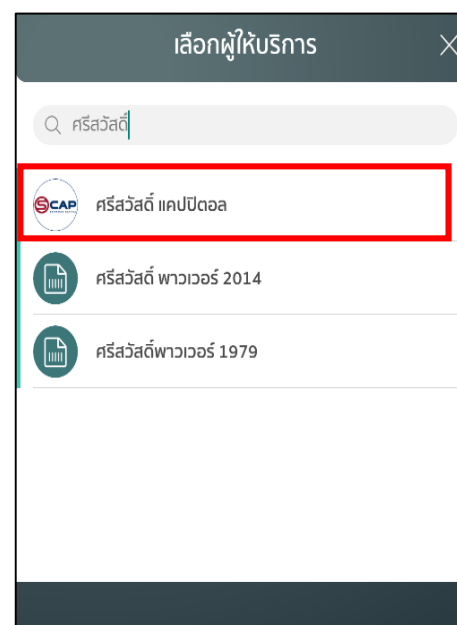 เลือกผู้ให้บริการ
ศรีสวัสดิ์
SCAP
ศรีสวัสดิ์ แคปปิตอล
ศรีสวัสดิ์ พาวเวอร์ 2014
ศรีสวัสดิ์พาวเวอร์ 1979